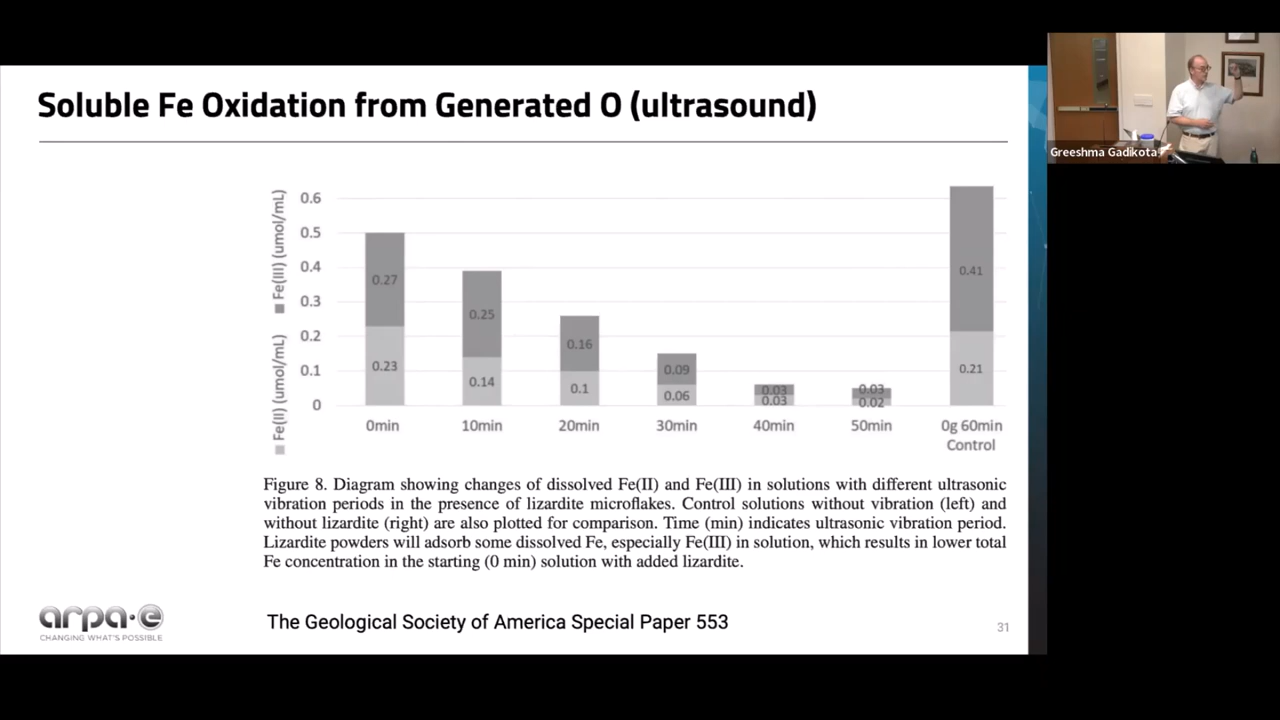 Soluble Fe Oxidation from Generated O (ultrasound)
Greeshma Gadikota
Fe(III) (umol/mL)
Fe(II) (umol/mL)
0.6
0.5
0.4
0.3
0.2
0.1
0
0.27
0.23
0.25
0.14
0.16
0.1
0.09
0.06
0.03
0.03
0.03
0.02
0.41
0.21
0min
10min
20min
30min
40min
50min
0g 60min
Control
Figure 8. Diagram showing changes of dissolved Fe(II) and Fe(III) in solutions with different ultrasonic
vibration periods in the presence of lizardite microflakes. Control solutions without vibration (left) and
without lizardite (right) are also plotted for comparison. Time (min) indicates ultrasonic vibration period.
Lizardite powders will adsorb some dissolved Fe, especially Fe(III) in solution, which results in lower total
Fe concentration in the starting (0 min) solution with added lizardite.
arpa·e
CHANGING WHAT'S POSSIBLE
The Geological Society of America Special Paper 553
31